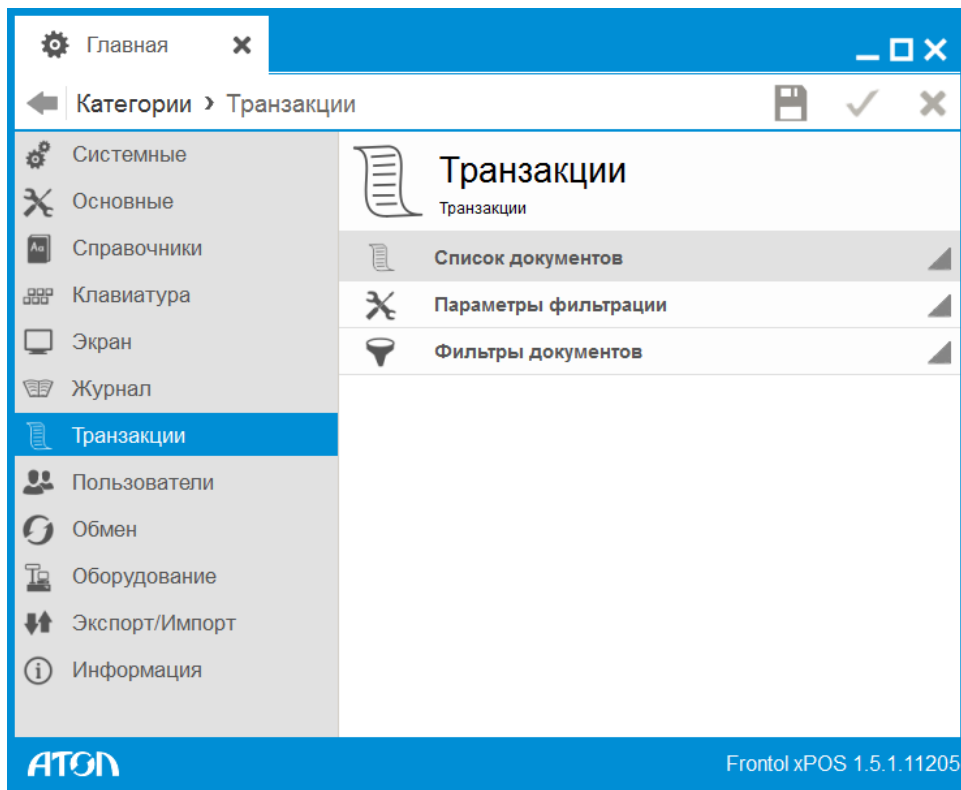 Главная
Категории › Транзакции
Системные
Основные
Справочники
Клавиатура
Экран
Журнал
Транзакции
Пользователи
Обмен
Оборудование
Экспорт/Импорт
Информация
Транзакции
Транзакции
Список документов
Параметры фильтрации
Фильтры документов
АТОЛ
Frontol xPOS 1.5.1.11205